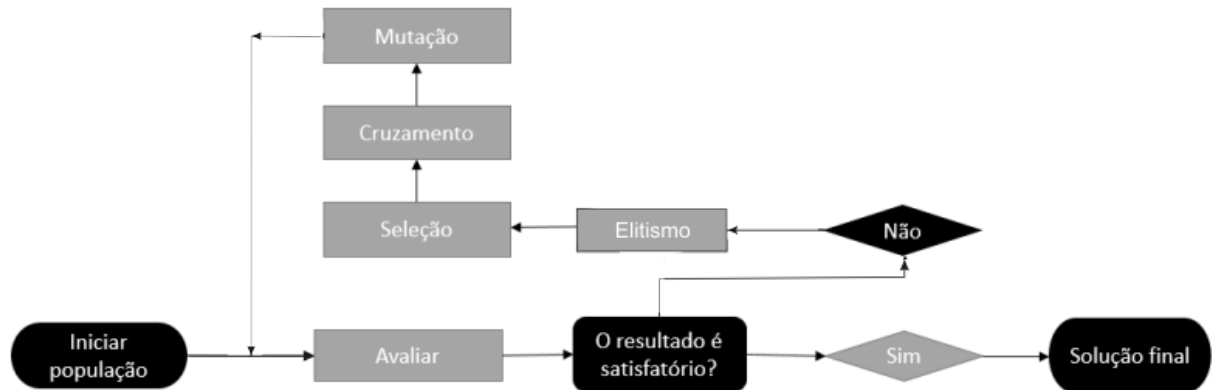 Mutação
Cruzamento
Seleção
Elitismo
Não
Iniciar
população
Avaliar
O resultado é
satisfatório?
Sim
Solução final